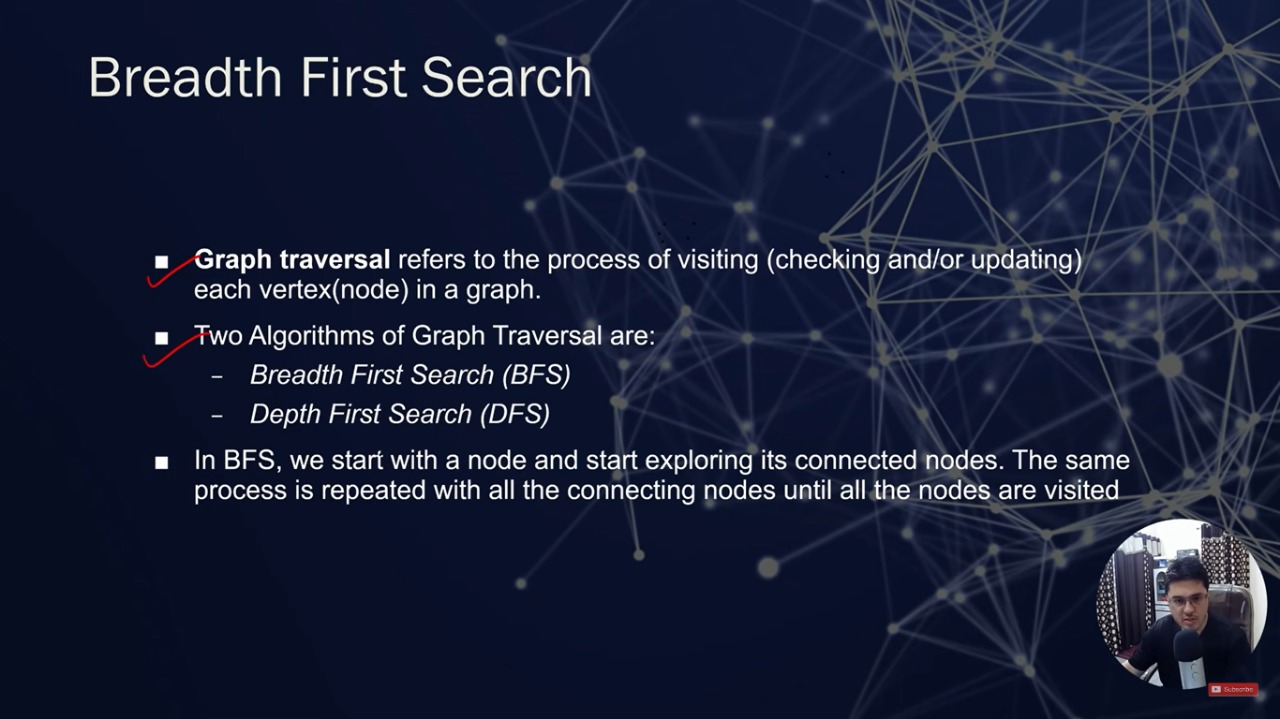 Breadth First Search
■ Graph traversal refers to the process of visiting (checking and/or updating)
each vertex(node) in a graph.
■ Two Algorithms of Graph Traversal are:
– Breadth First Search (BFS)
– Depth First Search (DFS)
■ In BFS, we start with a node and start exploring its connected nodes. The same
process is repeated with all the connecting nodes until all the nodes are visited
Subscribe